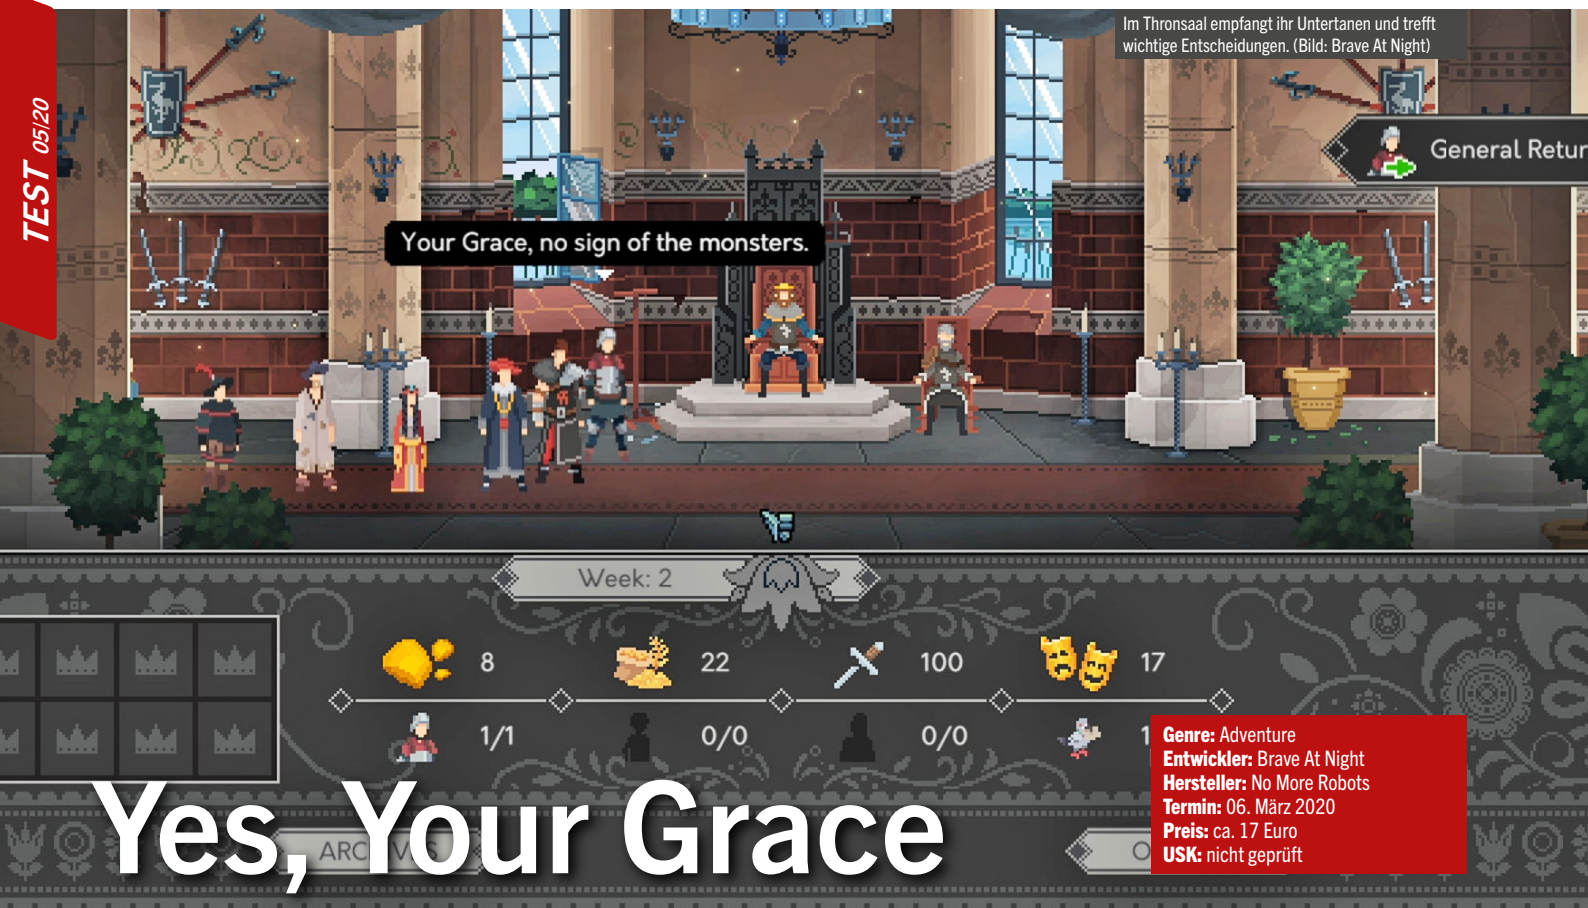 Im Thronsaal empfangt ihr Untertanen und trefft
wichtige Entscheidungen. (Bild: Brave At Night)
TEST 05/20
General Retur
Your Grace, no sign of the monsters.
Week: 2
8
22
100
17
1/1
0/0
0/0
1
Genre: Adventure
Entwickler: Brave At Night
Hersteller: No More Robots
Termin: 06. März 2020
Preis: ca. 17 Euro
USK: nicht geprüft
Yes, Your Grace